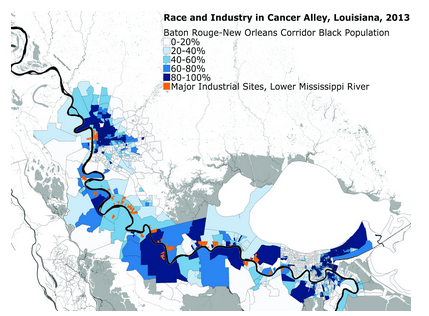 Race and Industry in Cancer Alley, Louisiana, 2013
Baton Rouge-New Orleans Corridor Black Population
0-20%
20-40%
40-60%
60-80%
80-100%
Major Industrial Sites, Lower Mississippi River